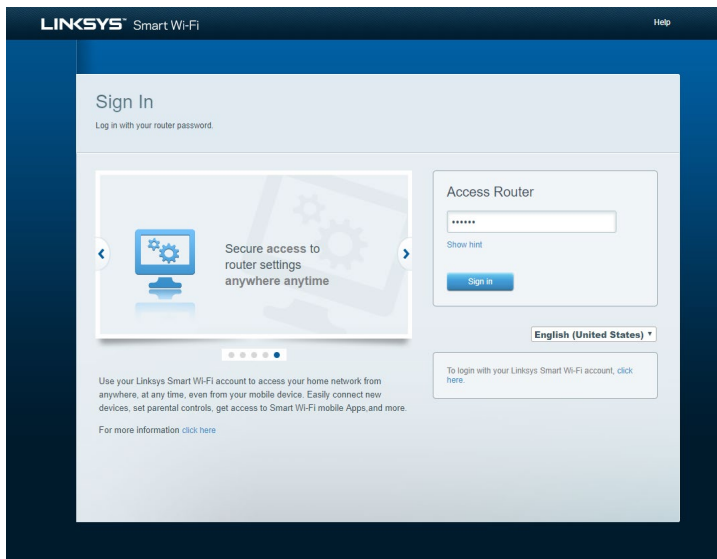 LINKSYS™ Smart Wi-Fi
Help
Sign In
Log in with your router password.
Secure access to
router settings
anywhere anytime
Use your Linksys Smart Wi-Fi account to access your home network from
anywhere, at any time, even from your mobile device. Easily connect new
devices, set parental controls, get access to Smart Wi-Fi mobile Apps,and more.
For more information click here
Access Router
••••••
Show hint
Sign in
English (United States)
To login with your Linksys Smart Wi-Fi account, click
here.